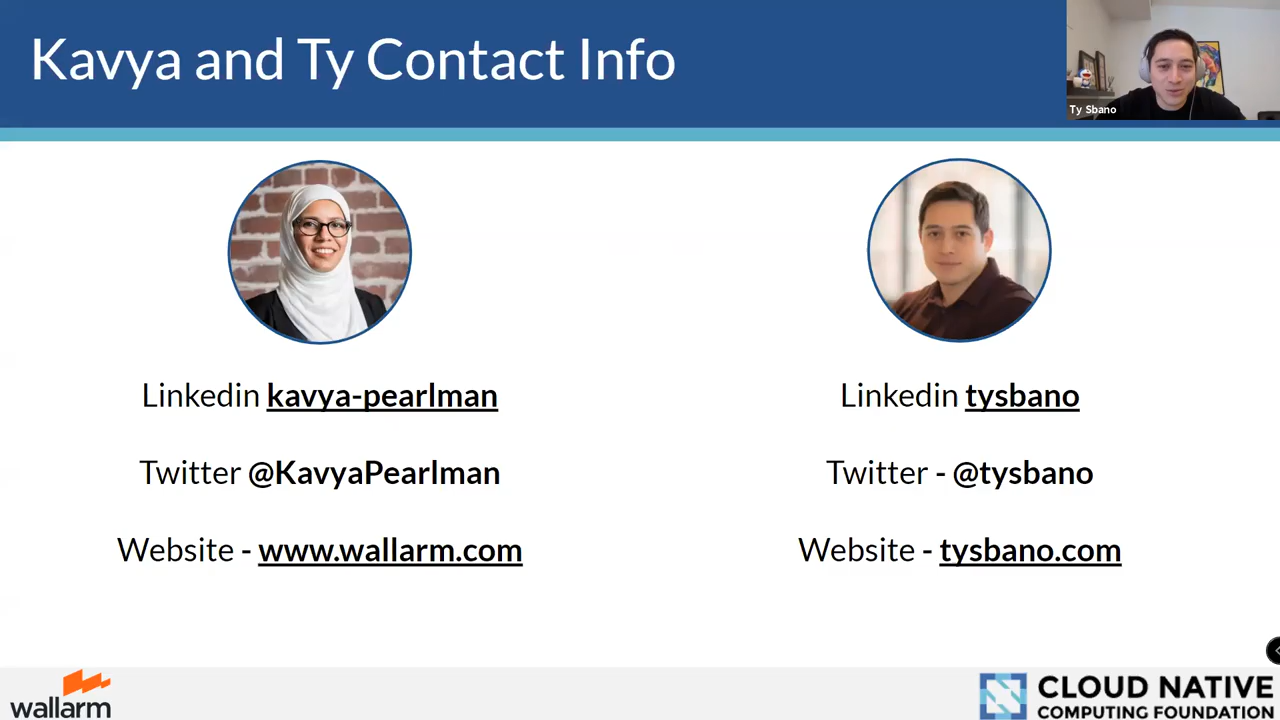 Kavya and Ty Contact Info
Ty Sbano
Linkedin kavya-pearlman
Twitter @KavyaPearlman
Website - www.wallarm.com
Linkedin tysbano
Twitter - @tysbano
Website - tysbano.com
wallarm
CLOUD NATIVE
COMPUTING FOUNDATION